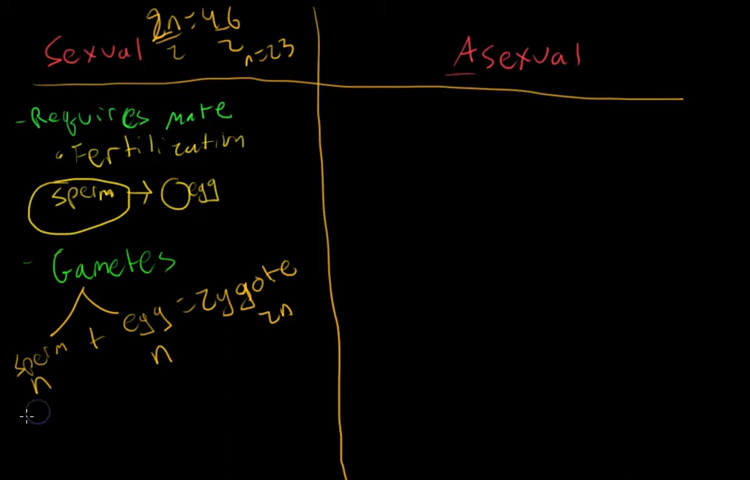 Sexual
2n=46
2 2
n=23
Asexual
-Requires mate
•Fertilization
sperm → egg
- Gametes
sperm + egg = zygote
n n 2n